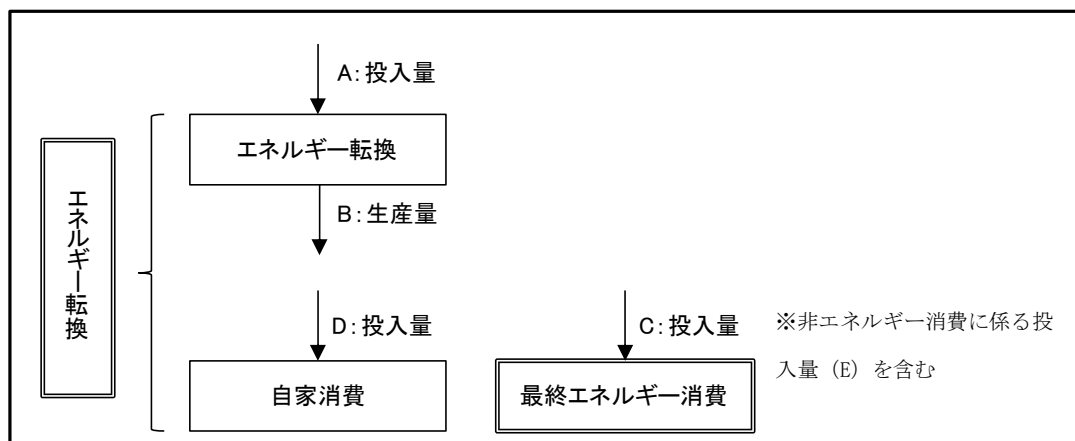 A：投入量
エネルギー転換
エネルギー転換
B：生産量
D：投入量
自家消費
C：投入量
最終エネルギー消費
※非エネルギー消費に係る投
入量（E）を含む